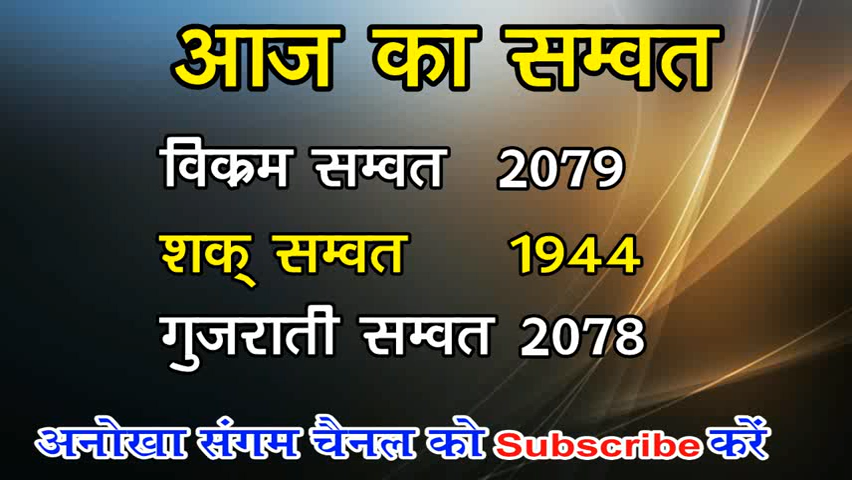 आज का सम्वत
विक्रम सम्वत 2079
शक् सम्वत 1944
गुजराती सम्वत 2078
अनोखा संगम चैनल को Subscribe करें